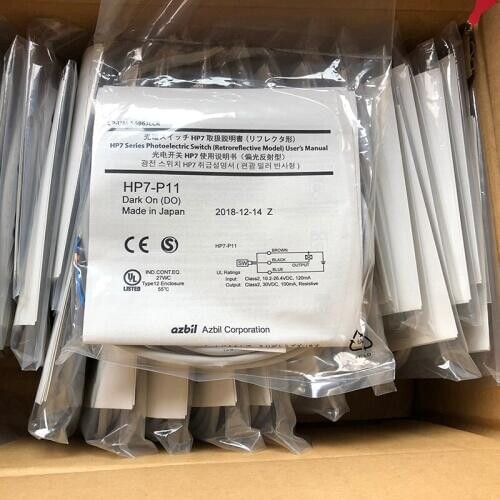 光電スイッチ HP7 取扱説明書（リフレクタ形）
HP7 Series Photoelectric Switch (Retroreflective Model) User's Manual
光电开关 HP7 使用说明书（偏光反射型）
광전 스위치 HP7 취급설명서 ( 편광 미러 반사형 )
HP7-P11
Dark On (DO)
Made in Japan 2018-12-14 Z
CE
UL
LISTED
IND.CONT.EQ.
27WC
Type12 Enclosure
55°C
HP7-P11
BROWN
SW
BLACK
OUTPUT
BLUE
UL Ratings
Input: Class2, 10.2-26.4VDC, 120mA
Output: Class2, 30VDC, 100mA, Resistive
azbil Azbil Corporation